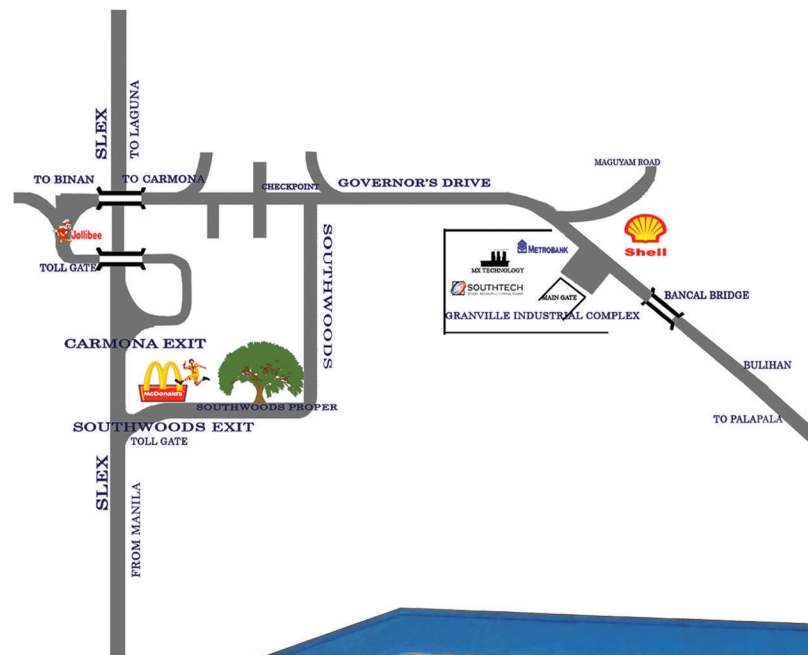 SLEX
TO LAGUNA
MAGUYAM ROAD
TO BINAN
TO CARMONA
CHECKPOINT
GOVERNOR'S DRIVE
Jollibee
Shell
METROBANK
MX TECHNOLOGY
TOLL GATE
SOUTHTECH
MAIN GATE
BANCAL BRIDGE
GRANVILLE INDUSTRIAL COMPLEX
SOUTHWOODS
CARMONA EXIT
BULIHAN
McDonald's
SOUTHWOODS PROPER
TO PALAPALA
SOUTHWOODS EXIT
TOLL GATE
SLEX
FROM MANILA